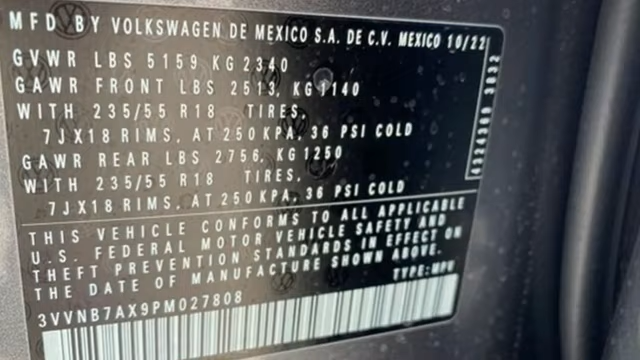 MFD BY VOLKSWAGEN DE MEXICO S.A. DE C.V. MEXICO 10/22
GVWR LBS 5159 KG 2340
GAWR FRONT LBS 2513, KG 1140
WITH 235/55 R18 TIRES,
7JX18 RIMS, AT 250 KPA, 36 PSI COLD
GAWR REAR LBS 2756, KG 1250
WITH 235/55 R18 TIRES,
7JX18 RIMS, AT 250 KPA, 36 PSI COLD
THIS VEHICLE CONFORMS TO ALL APPLICABLE
U.S. FEDERAL MOTOR VEHICLE SAFETY AND
THEFT PREVENTION STANDARDS IN EFFECT ON
THE DATE OF MANUFACTURE SHOWN ABOVE.
TYPE: MPV
3VVNB7AX9PM027808